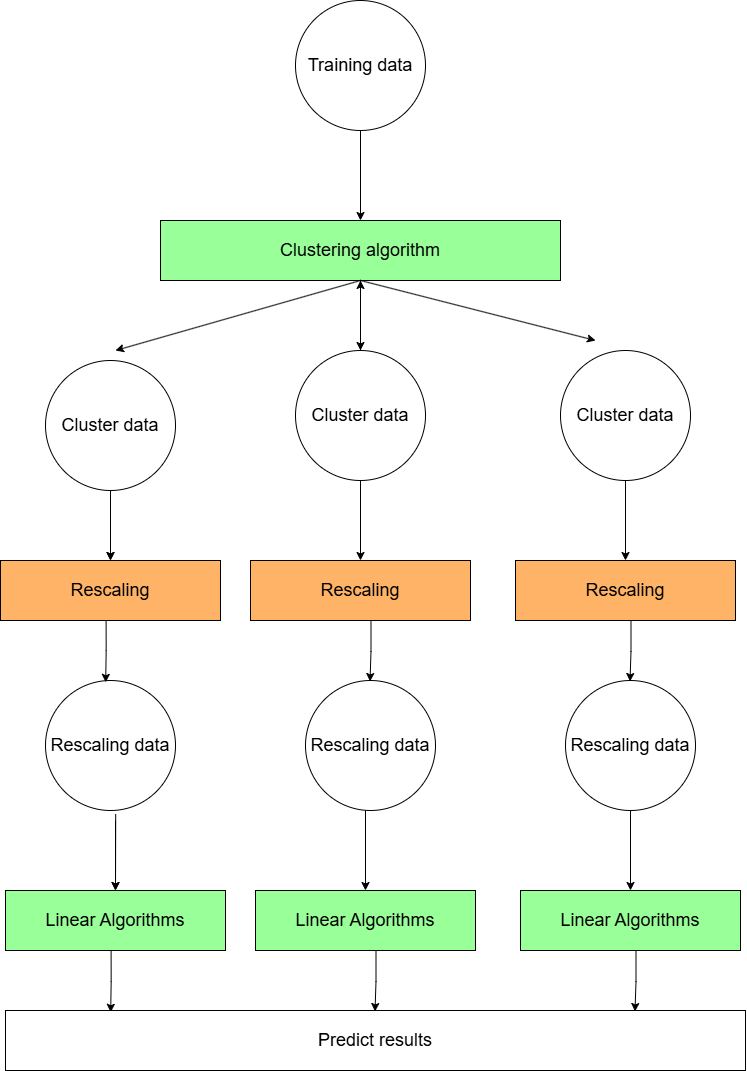 Training data
Clustering algorithm
Cluster data
Cluster data
Cluster data
Rescaling
Rescaling
Rescaling
Rescaling data
Rescaling data
Rescaling data
Linear Algorithms
Linear Algorithms
Linear Algorithms
Predict results